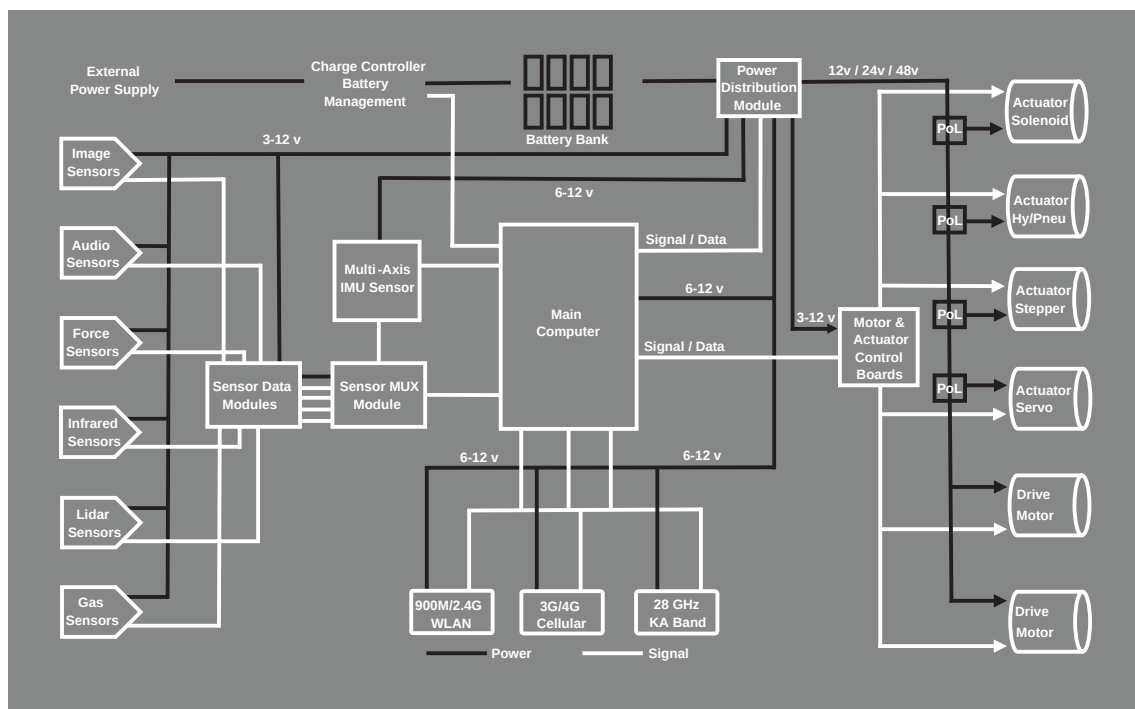 External
Power Supply
Charge Controller
Battery
Management
Battery Bank
Power
Distribution
Module
12v / 24v / 48v
Actuator
Solenoid
PoL
3-12 v
Image
Sensors
6-12 v
Actuator
Hy/Pneu
PoL
Audio
Sensors
Multi-Axis
IMU Sensor
Signal / Data
Main
Computer
6-12 v
Actuator
Stepper
PoL
3-12 v
Motor &
Actuator
Control
Boards
Force
Sensors
Signal / Data
Sensor Data
Modules
Sensor MUX
Module
PoL
Actuator
Servo
Infrared
Sensors
6-12 v
6-12 v
Lidar
Sensors
Drive
Motor
Gas
Sensors
900M/2.4G
WLAN
3G/4G
Cellular
28 GHz
KA Band
Drive
Motor
Power
Signal